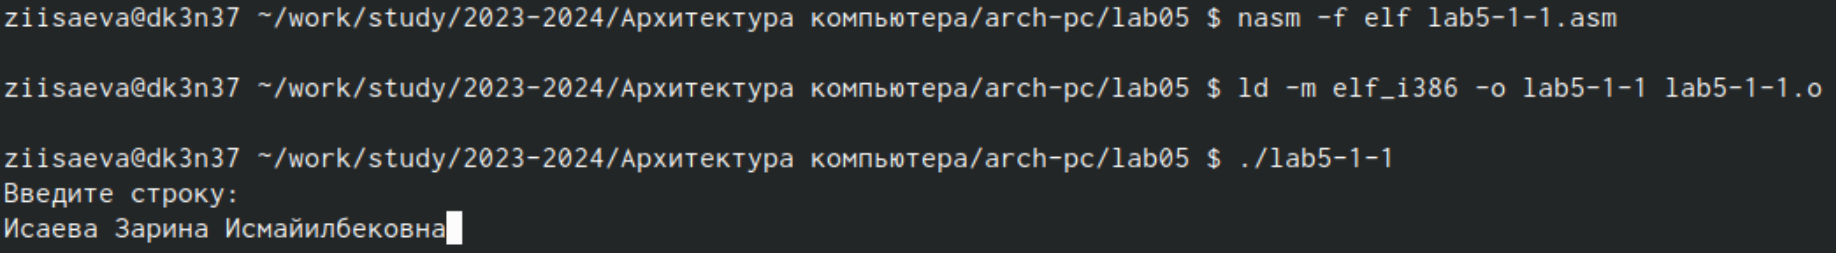 ziisaeva@dk3n37 ~/work/study/2023-2024/Архитектура компьютера/arch-pc/lab05 $ nasm -f elf lab5-1-1.asm
ziisaeva@dk3n37 ~/work/study/2023-2024/Архитектура компьютера/arch-pc/lab05 $ ld -m elf_i386 -o lab5-1-1 lab5-1-1.o
ziisaeva@dk3n37 ~/work/study/2023-2024/Архитектура компьютера/arch-pc/lab05 $ ./lab5-1-1
Введите строку:
Исаева Зарина Исмайилбековна